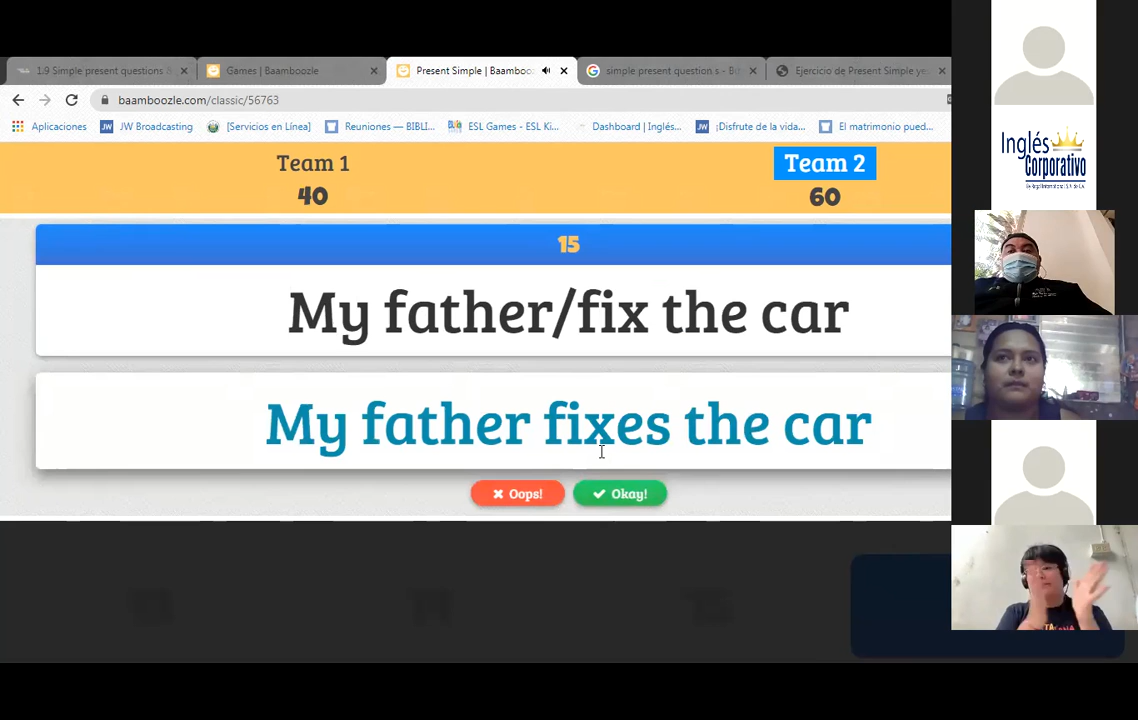 1.9 Simple present questions &
Games | Baamboozle
Present Simple | Baambooz
simple present question s - B
Ejercicio de Present Simple ye
baamboozle.com/classic/56763
Aplicaciones
JW Broadcasting
[Servicios en Línea]
Reuniones — BIBLI...
ESL Games - ESL Ki...
Dashboard | Inglés...
¡Disfrute de la vida...
El matrimonio pued...
Team 1
40
Team 2
60
15
My father/fix the car
My father fixes the car
Oops!
Okay!
Inglés
Corporativo